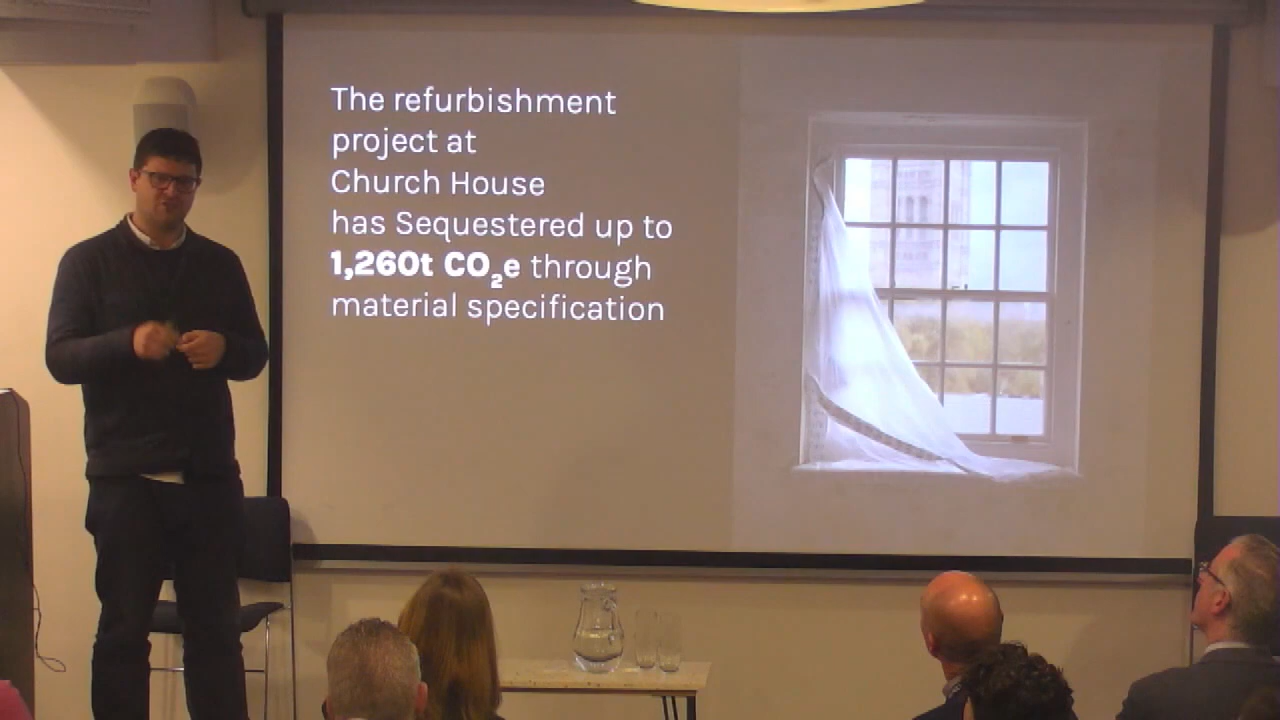 The refurbishment
project at
Church House
has Sequestered up to
1,260t CO₂e through
material specification